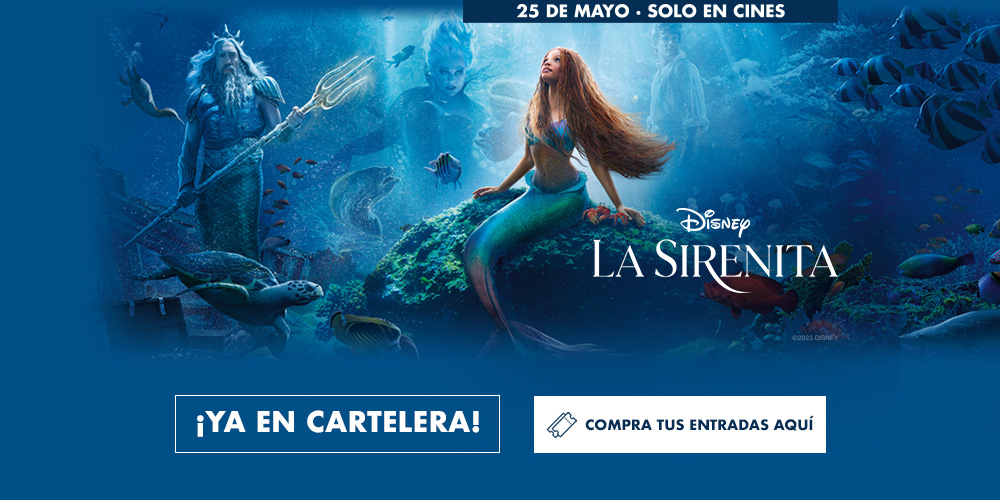 25 DE MAYO · SOLO EN CINES
DISNEY
LA SIRENITA
©2023 DISNEY
¡YA EN CARTELERA!
COMPRA TUS ENTRADAS AQUÍ